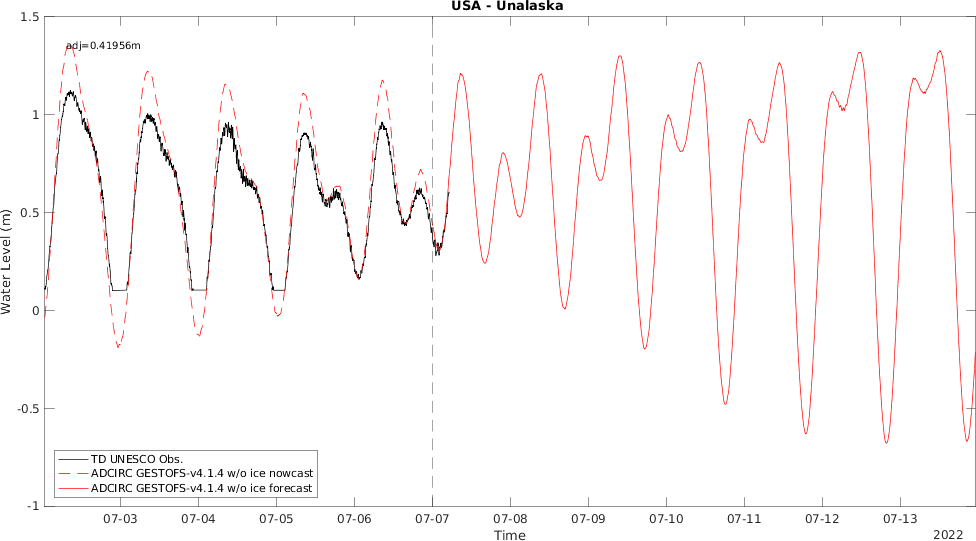 USA - Unalaska
adj=0.41956m
1.5
1
0.5
0
-0.5
-1
Water Level (m)
TD UNESCO Obs.
ADCIRC GESTOFS-v4.1.4 w/o ice nowcast
ADCIRC GESTOFS-v4.1.4 w/o ice forecast
07-03 07-04 07-05 07-06 07-07 07-08 07-09 07-10 07-11 07-12 07-13
Time
2022